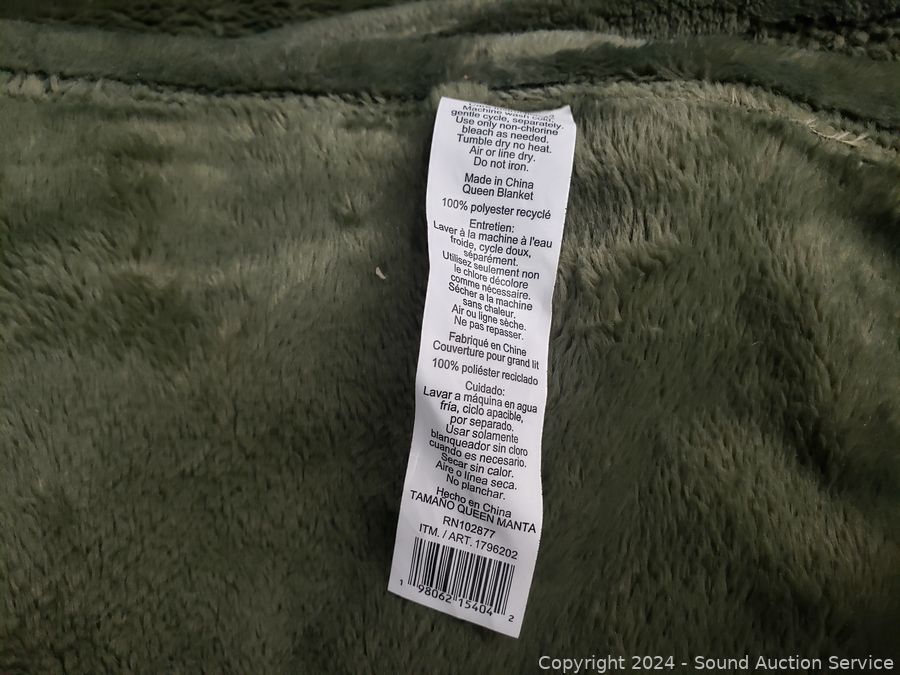 Machine wash cold,
gentle cycle, separately.
Use only non-chlorine
bleach as needed,
Tumble dry no heat.
Air or line dry.
Do not iron.
Made in China
Queen Blanket
100% polyester recyclé
Entretien:
Laver à la machine à l'eau
froide, cycle doux,
séparément.
Utilisez seulement non
le chlore décolore
comme nécessaire.
Sécher a la machine
sans chaleur.
Air ou ligne sèche.
Ne pas repasser.
Fabriqué en Chine
Couverture pour grand lit
100% poliéster reciclado
Cuidado:
Lavar a máquina en agua
fría, ciclo apacible,
por separado.
Usar solamente
blanqueador sin cloro
cuando es necesario.
Secar sin calor.
Aire o línea seca.
No planchar.
Hecho en China
TAMAÑO QUEEN MANTA
RN102877
ITM. / ART. 1796202
1 98062 15404 2
Copyright © 2024 - Sound Auction Service